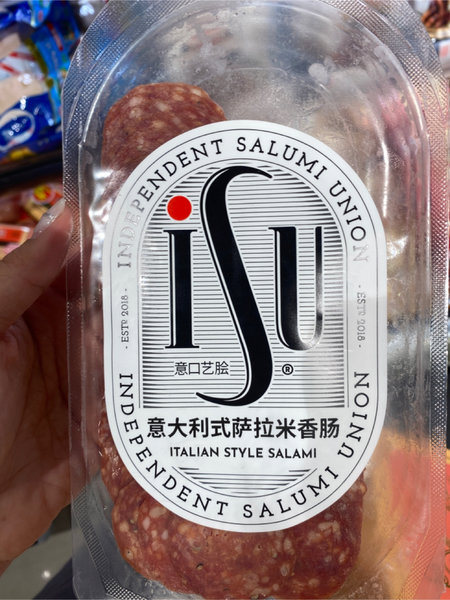 INDEPENDENT SALUMI UNION
iSU
- ESTD 2018 -
- ESTD 2018 -
意口艺脍
®
意大利式萨拉米香肠
ITALIAN STYLE SALAMI
INDEPENDENT SALUMI UNION